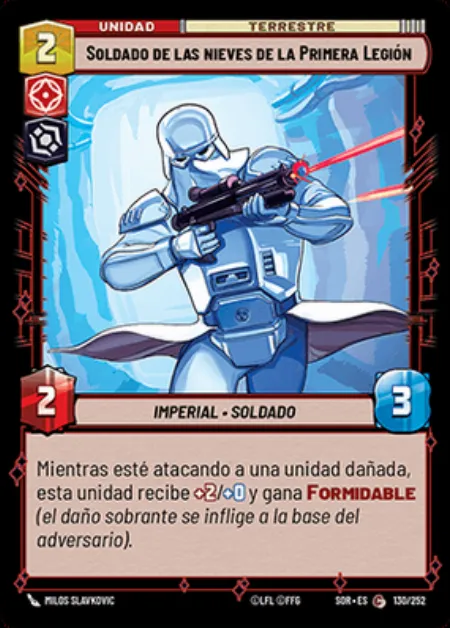 UNIDAD
TERRESTRE
2
SOLDADO DE LAS NIEVES DE LA PRIMERA LEGIÓN
2
IMPERIAL • SOLDADO
3
Mientras esté atacando a una unidad dañada,
esta unidad recibe +2/+0 y gana FORMIDABLE
(el daño sobrante se inflige a la base del
adversario).
MILOS SLAVKOVIC
©LFL ©FFG
SOR • ES C 130/252